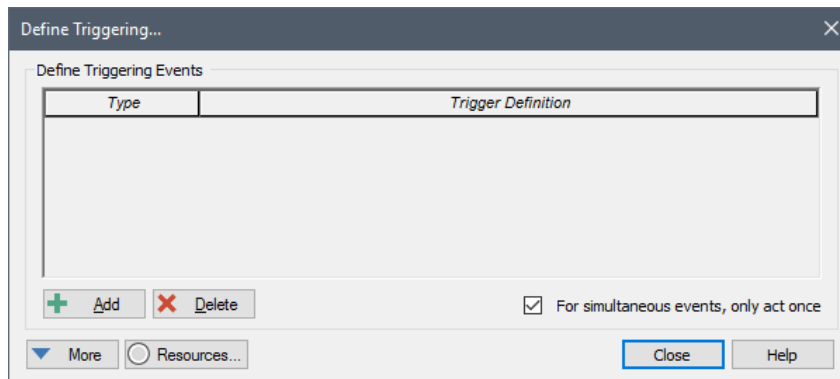 Define Triggering...
Define Triggering Events
Type Trigger Definition
Add Delete For simultaneous events, only act once
More Resources... Close Help